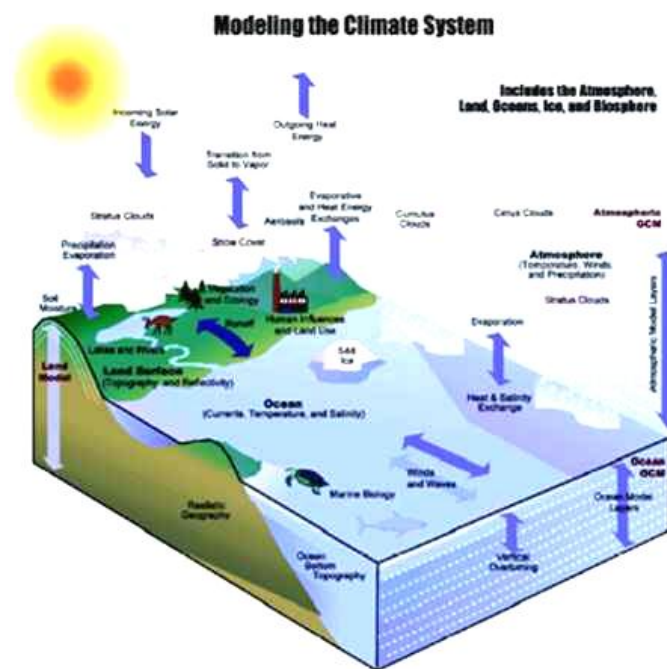 Modeling the Climate System
Includes the Atmosphere,
Land, Oceans, Ice, and Biosphere
Incoming Solar
Energy
Outgoing Heat
Energy
Transition from
Solid to Vapor
Evaporative
and Heat Energy
Exchanges
Stratus Clouds
Aerosols
Cumulus
Clouds
Cirrus Clouds
Atmospheric
GCM
Precipitation
Evaporation
Snow Cover
Atmosphere
(Temperature, Winds,
and Precipitation)
Stratus Clouds
Atmospheric Model Layers
Soil
Moisture
Vegetation
and Ecology
Human Influences
and Land Use
Runoff
Lakes and Rivers
Evaporation
Land
Model
Land Surface
(Topography and Reflectivity)
Ice
Heat & Salinity
Exchange
Ocean
(Currents, Temperature, and Salinity)
Ocean
GCM
Winds
and Waves
Ocean Model
Layers
Marine Biology
Realistic
Geography
Ocean
Bottom
Topography
Vertical
Overturning